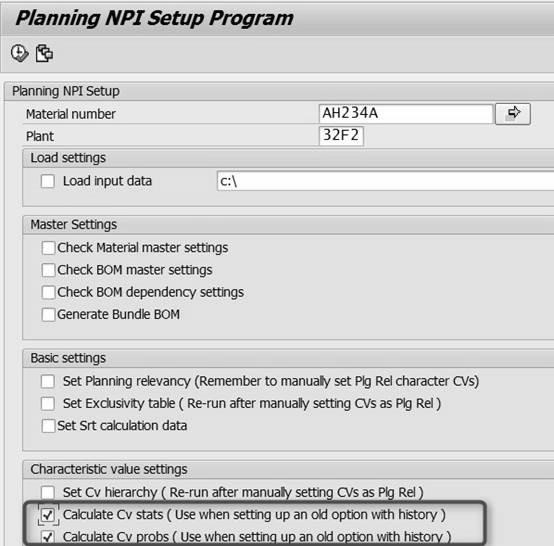 Planning NPI Setup Program
Planning NPI Setup
Material number AH234A
Plant 32F2
Load settings
Load input data c:\
Master Settings
Check Material master settings
Check BOM master settings
Check BOM dependency settings
Generate Bundle BOM
Basic settings
Set Planning relevancy (Remember to manually set Plg Rel character CVs)
Set Exclusivity table ( Re-run after manually setting CVs as Plg Rel )
Set Srt calculation data
Characteristic value settings
Set Cv hierarchy ( Re-run after manually setting CVs as Plg Rel )
Calculate Cv stats ( Use when setting up an old option with history )
Calculate Cv probs ( Use when setting up an old option with history )